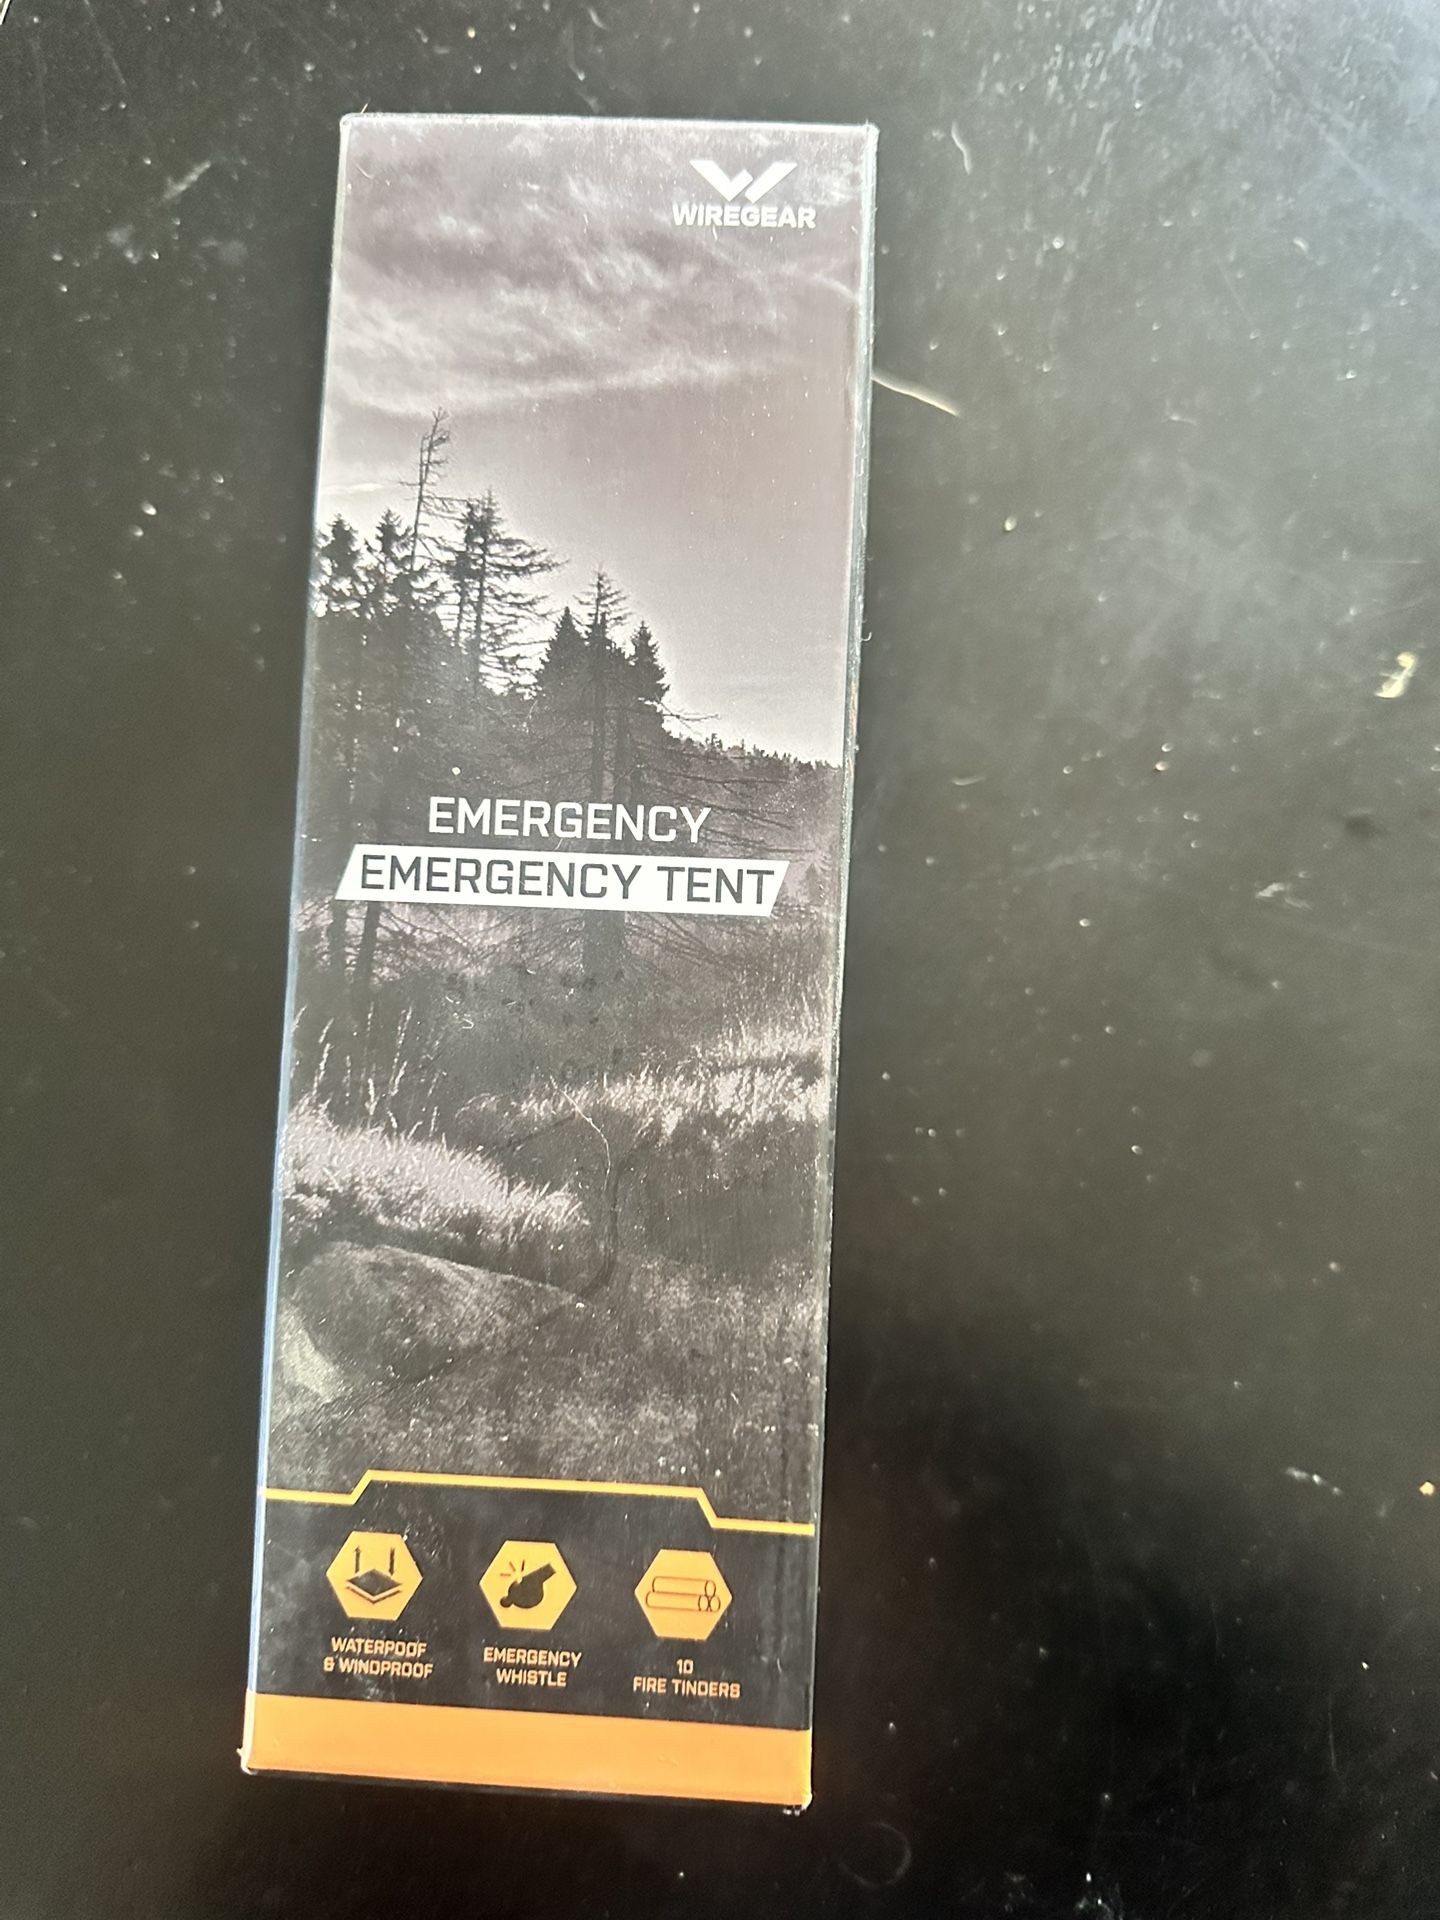 WIREGEAR
EMERGENCY
EMERGENCY TENT
WATERPOOF
& WINDPROOF
EMERGENCY
WHISTLE
10
FIRE TINDERS